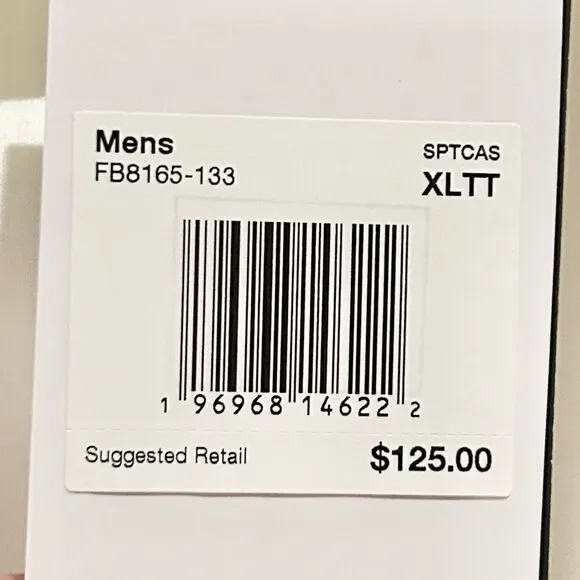 Mens
FB8165-133
SPTCAS
XLTT
1 96968 14622 2
Suggested Retail $125.00